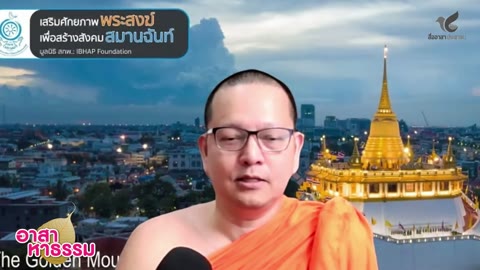 เสริมศักยภาพ พระสงฆ์
เพื่อสร้างสังคม สมานฉันท์
มูลนิธิ สภพ.: IBHAP Foundation
อาสา
หาธรรม
The Golden Mou